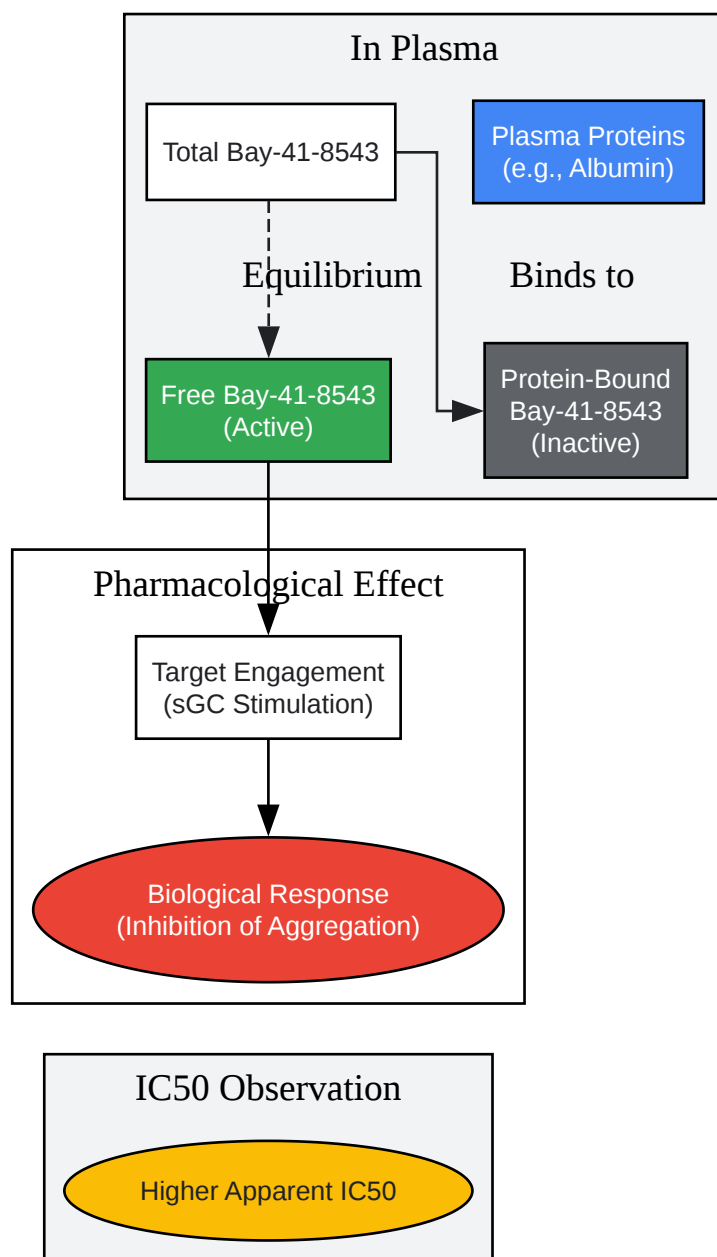 In Plasma
Total Bay-41-8543
Plasma Proteins
(e.g., Albumin)
Equilibrium
Binds to
Free Bay-41-8543
(Active)
Protein-Bound
Bay-41-8543
(Inactive)
Pharmacological Effect
Target Engagement
(sGC Stimulation)
Biological Response
(Inhibition of Aggregation)
IC50 Observation
Higher Apparent IC50